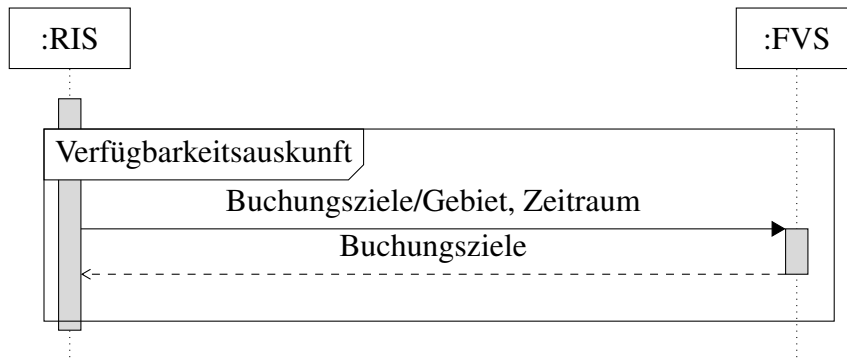 :RIS
:FVS
Verfügbarkeitsauskunft
Buchungsziele/Gebiet, Zeitraum
Buchungsziele